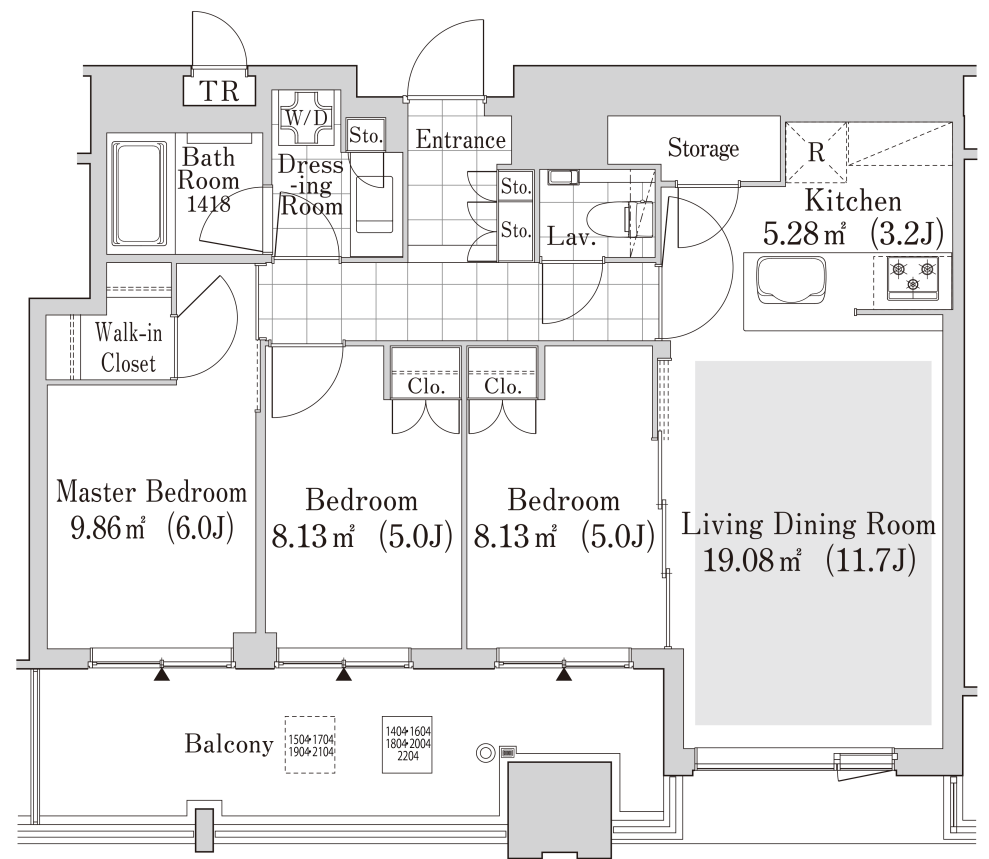 TR
W/D
Sto.
Entrance
Bath
Room
1418
Dress
-ing
Room
Sto.
Sto.
Lav.
Storage
R
Kitchen
5.28㎡ (3.2J)
Walk-in
Closet
Clo.
Clo.
Master Bedroom
9.86㎡ (6.0J)
Bedroom
8.13㎡ (5.0J)
Bedroom
8.13㎡ (5.0J)
Living Dining Room
19.08㎡ (11.7J)
Balcony
1504・1704
1904・2104
1404・1604
1804・2004
2204